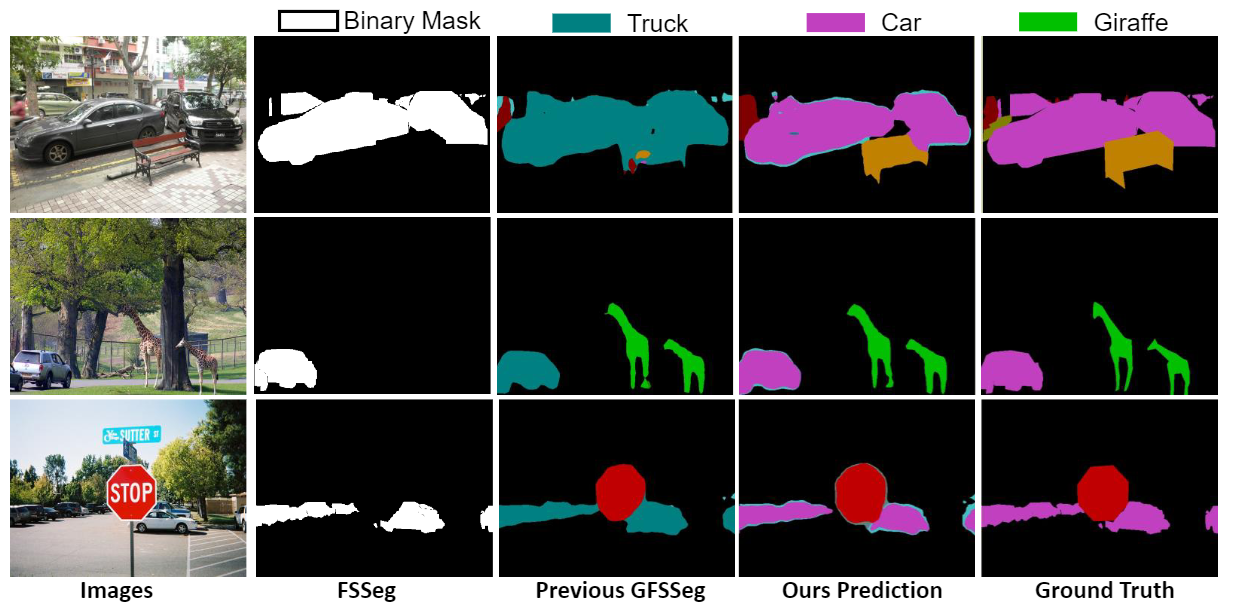 Binary Mask Truck Car Giraffe
SUTTER ST
STOP
Images FSSeg Previous GFSSeg Ours Prediction Ground Truth